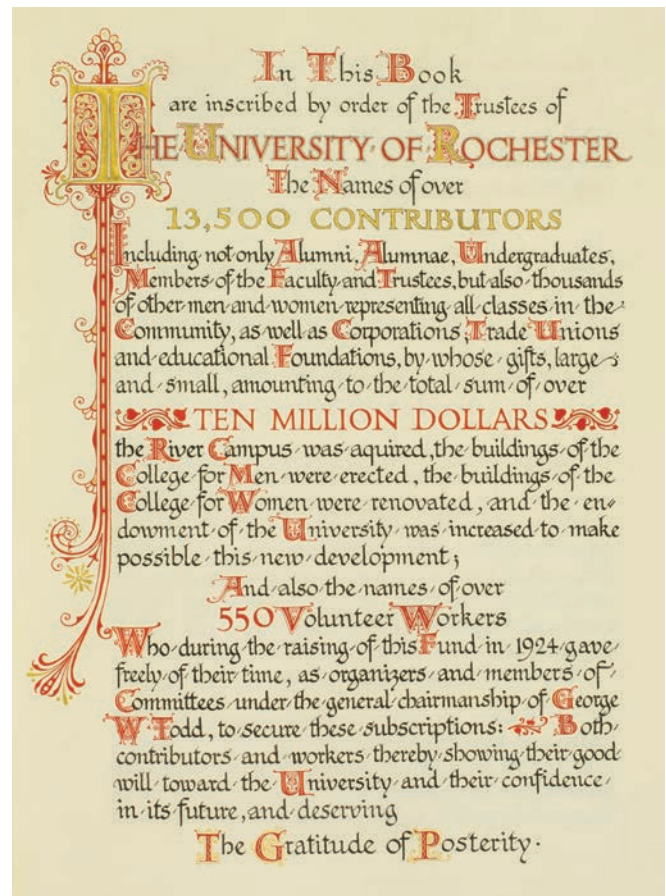 In This Book
are inscribed by order of the Trustees of
THE UNIVERSITY OF ROCHESTER
The Names of over
13,500 CONTRIBUTORS
Including not only Alumni, Alumnae, Undergraduates,
Members of the Faculty and Trustees, but also thousands
of other men and women representing all classes in the
Community, as well as Corporations, Trade Unions
and educational Foundations, by whose gifts, large
and small, amounting to the total sum of over
TEN MILLION DOLLARS
the River Campus was aquired, the buildings of the
College for Men were erected, the buildings of the
College for Women were renovated, and the en=
dowment of the University was increased to make
possible this new development;
And also the names of over
550 Volunteer Workers
Who during the raising of this Fund in 1924 gave
freely of their time, as organizers and members of
Committees under the general chairmanship of George
W Todd, to secure these subscriptions: Both
contributors and workers thereby showing their good
will toward the University and their confidence
in its future, and deserving
The Gratitude of Posterity.